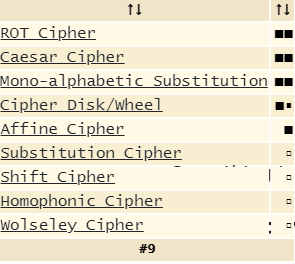 ↑↓ ↑↓
ROT Cipher ■■
Caesar Cipher ■■
Mono-alphabetic Substitution ■■
Cipher Disk/Wheel ■▪
Affine Cipher ■
Substitution Cipher ▫
Shift Cipher ▫
Homophonic Cipher ▫
Wolseley Cipher ▫
#9